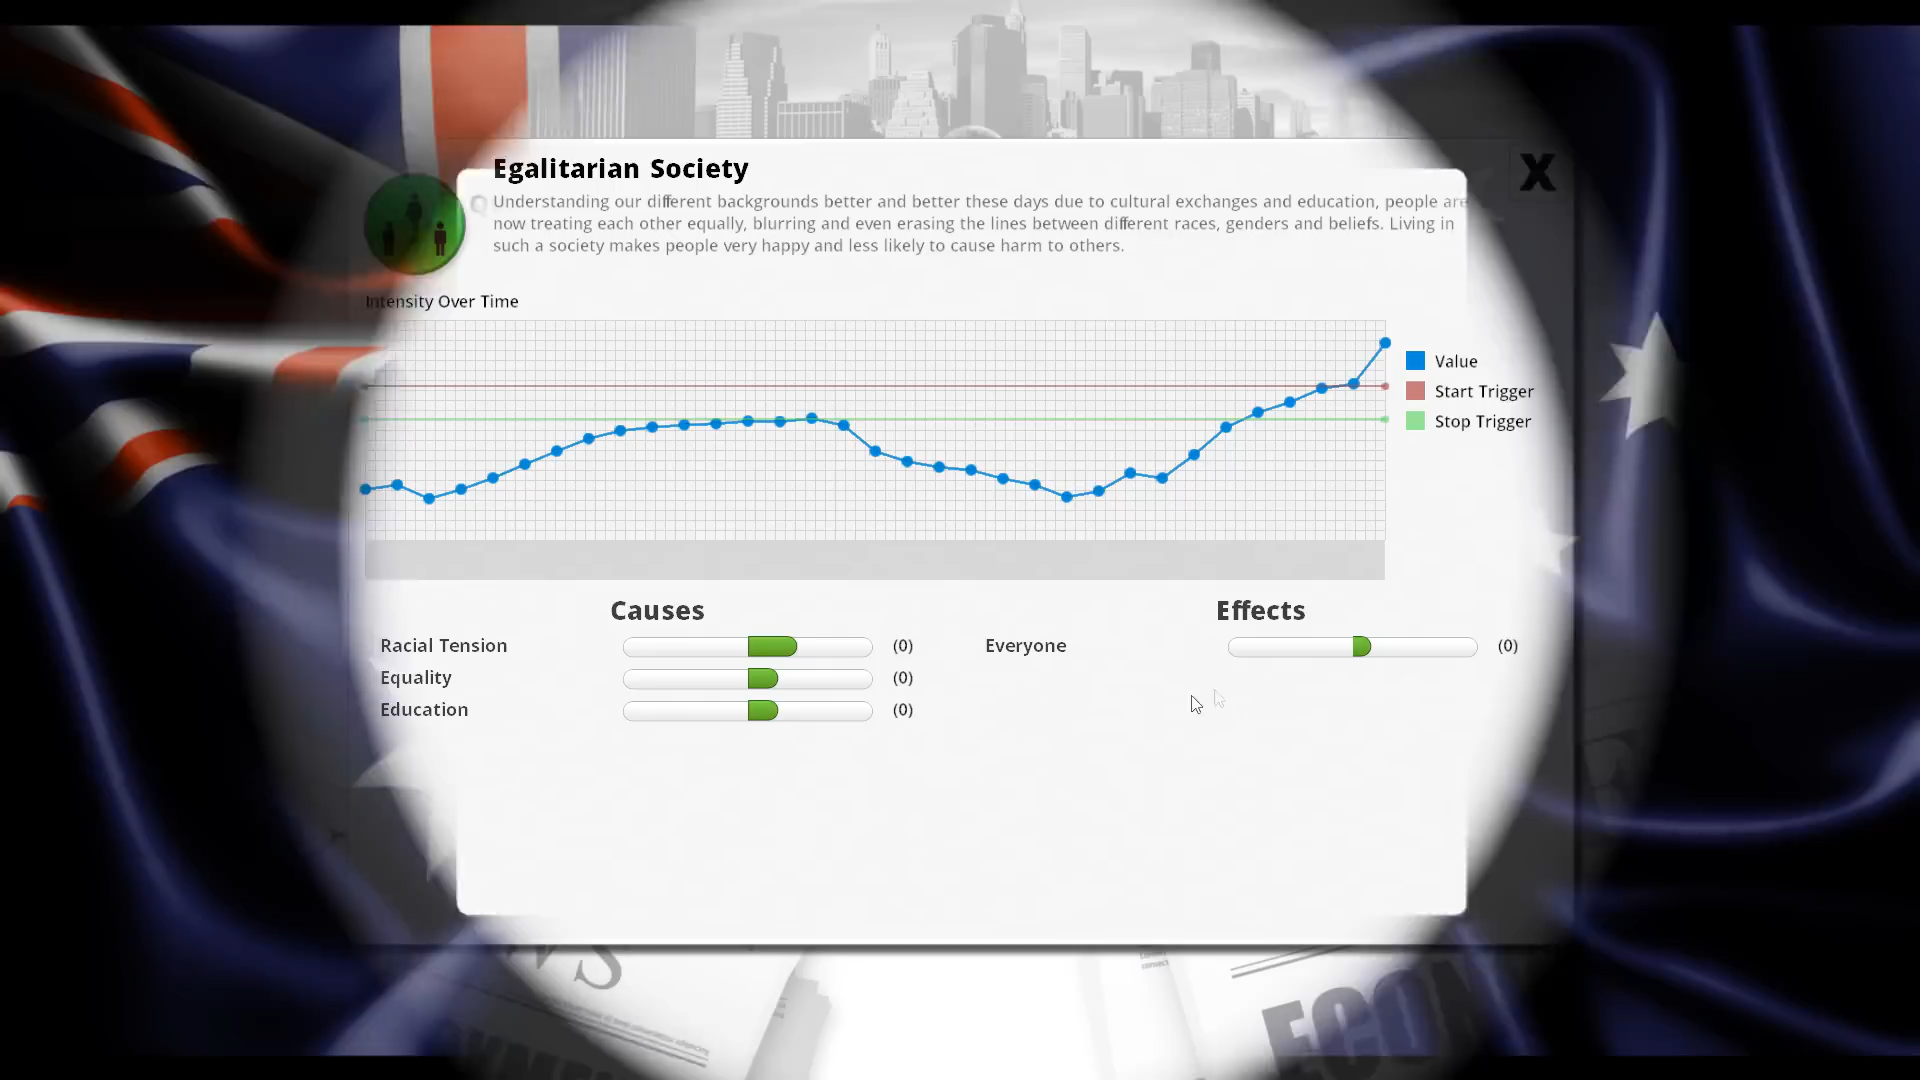 Egalitarian Society
X
Understanding our different backgrounds better and better these days due to cultural exchanges and education, people are
now treating each other equally, blurring and even erasing the lines between different races, genders and beliefs. Living in
such a society makes people very happy and less likely to cause harm to others.
Intensity Over Time
Value
Start Trigger
Stop Trigger
Causes
Effects
Racial Tension (0)
Everyone (0)
Equality (0)
Education (0)